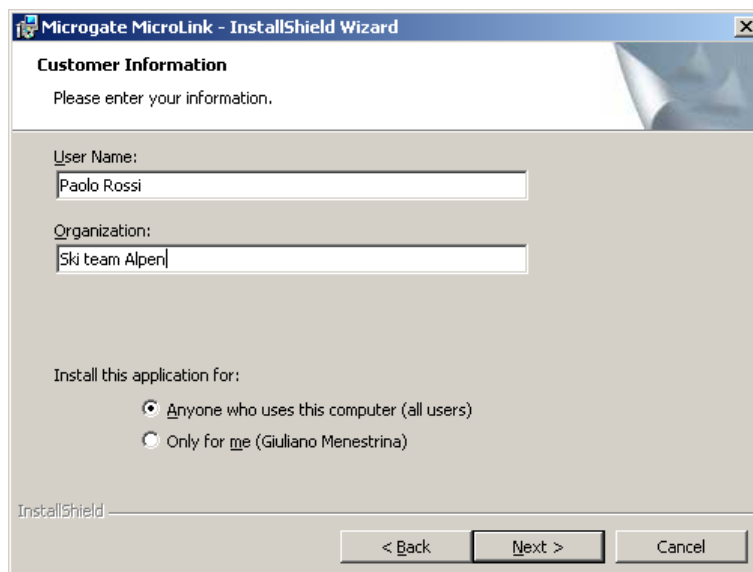 Microgate MicroLink - InstallShield Wizard
Customer Information
Please enter your information.
User Name:
Paolo Rossi
Organization:
Ski team Alpen
Install this application for:
Anyone who uses this computer (all users)
Only for me (Giuliano Menestrina)
InstallShield
< Back Next > Cancel